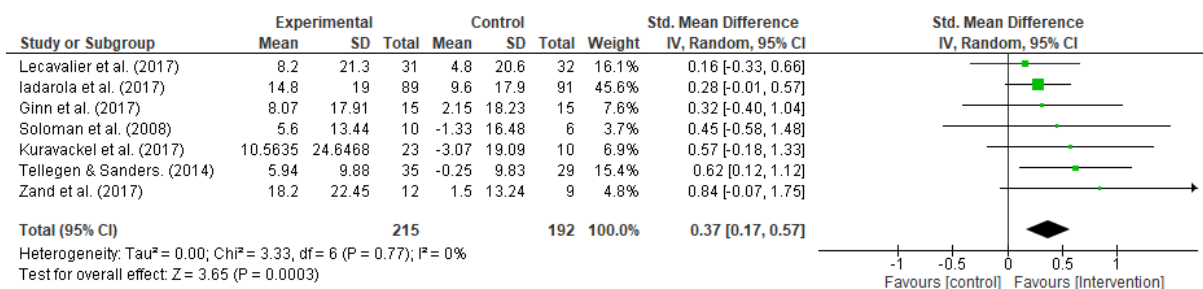 Experimental Control Std. Mean Difference Std. Mean Difference
Study or Subgroup Mean SD Total Mean SD Total Weight IV, Random, 95% CI IV, Random, 95% CI
Lecavalier et al. (2017) 8.2 21.3 31 4.8 20.6 32 16.1% 0.16 [-0.33, 0.66]
Iadarola et al. (2017) 14.8 19 89 9.6 17.9 91 45.6% 0.28 [-0.01, 0.57]
Ginn et al. (2017) 8.07 17.91 15 2.15 18.23 15 7.6% 0.32 [-0.40, 1.04]
Soloman et al. (2008) 5.6 13.44 10 -1.33 16.48 6 3.7% 0.45 [-0.58, 1.48]
Kuravackel et al. (2017) 10.5635 24.6468 23 -3.07 19.09 10 6.9% 0.57 [-0.18, 1.33]
Tellegen & Sanders. (2014) 5.94 9.88 35 -0.25 9.83 29 15.4% 0.62 [0.12, 1.12]
Zand et al. (2017) 18.2 22.45 12 1.5 13.24 9 4.8% 0.84 [-0.07, 1.75]
Total (95% CI) 215 192 100.0% 0.37 [0.17, 0.57]
Heterogeneity: Tau² = 0.00; Chi² = 3.33, df = 6 (P = 0.77); I² = 0%
Test for overall effect: Z = 3.65 (P = 0.0003)
-1 -0.5 0 0.5 1
Favours [control] Favours [Intervention]